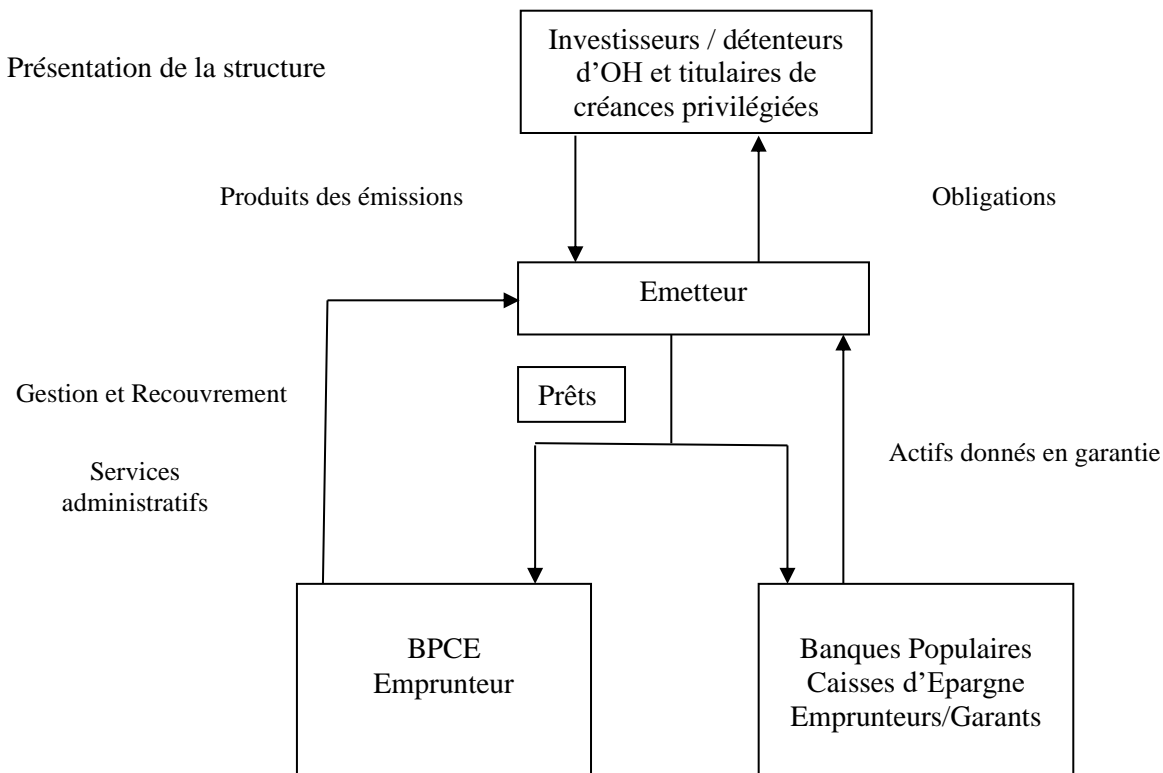 Investisseurs / détenteurs
d’OH et titulaires de
créances privilégiées
Présentation de la structure
Produits des émissions
Obligations
Emetteur
Gestion et Recouvrement
Prêts
Services
administratifs
Actifs donnés en garantie
BPCE
Emprunteur
Banques Populaires
Caisses d’Epargne
Emprunteurs/Garants